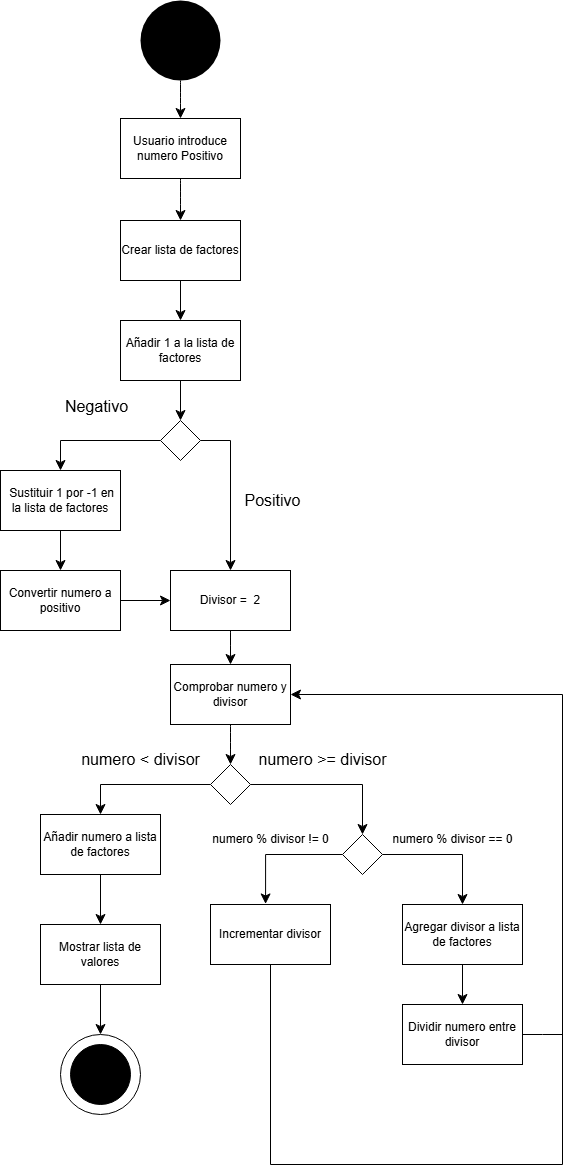 Usuario introduce
numero Positivo
Crear lista de factores
Añadir 1 a la lista de
factores
Negativo
Positivo
Sustituir 1 por -1 en
la lista de factores
Convertir numero a
positivo
Divisor =  2
Comprobar numero y
divisor
numero < divisor
numero >= divisor
Añadir numero a lista
de factores
numero % divisor != 0
numero % divisor == 0
Incrementar divisor
Agregar divisor a lista
de factores
Mostrar lista de
valores
Dividir numero entre
divisor